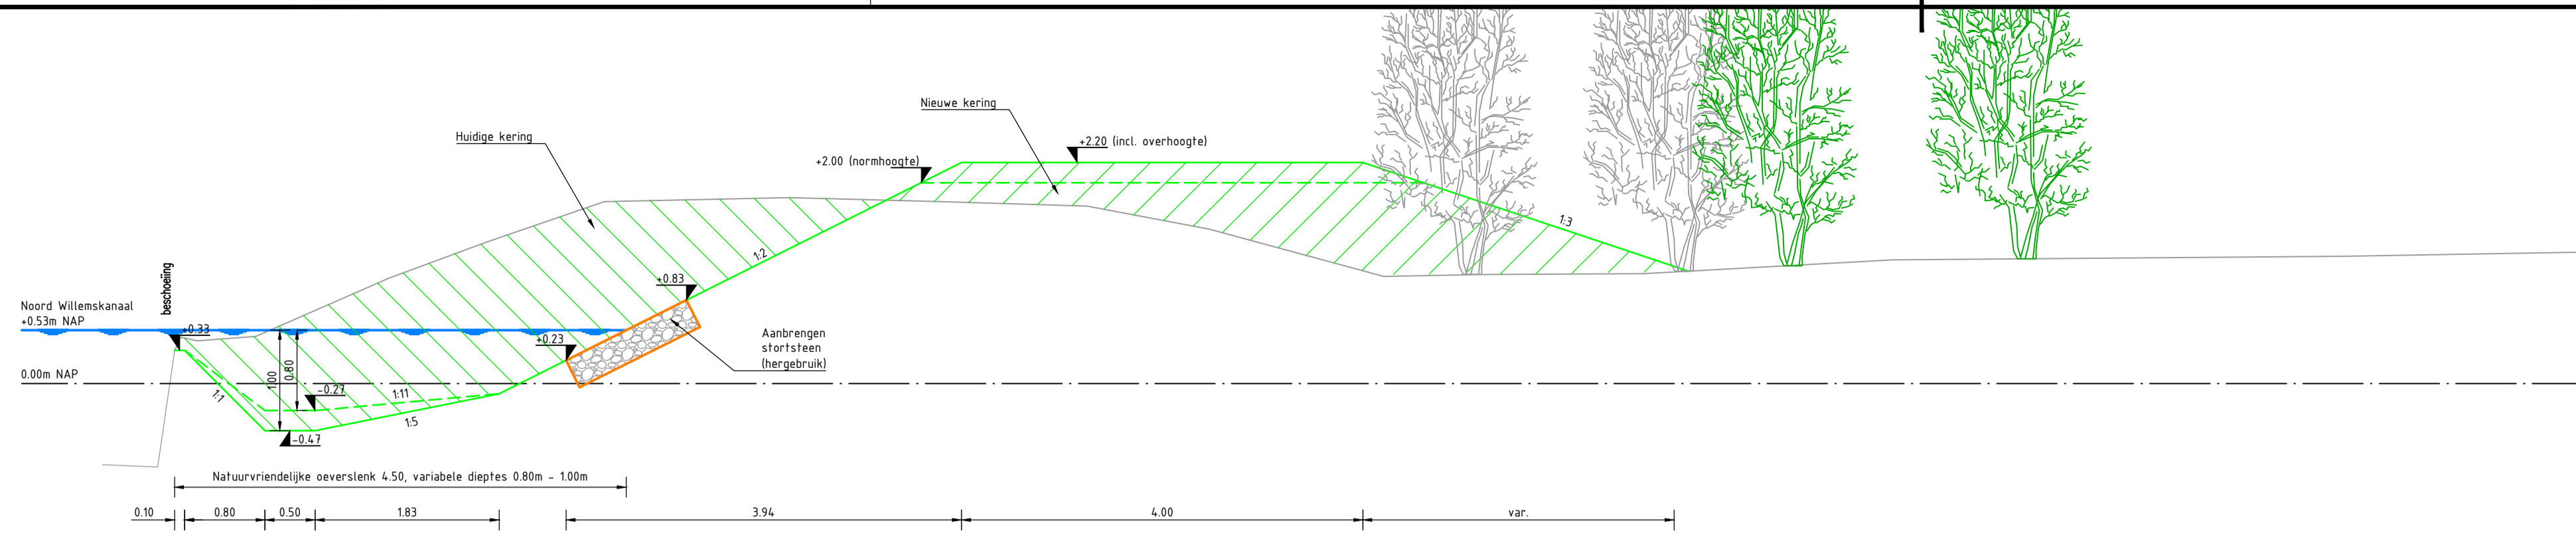 Nieuwe kering
Huidige kering
+2.20 (incl. overhoogte)
+2.00 (normhoogte)
1:3
1:2
beschoeiing
+0.83
Noord Willemskanaal
+0.53m NAP
+0.33
+0.23
Aanbrengen
stortsteen
(hergebruik)
0.00m NAP
1.00
0.80
-0.27
1:11
1:1
1:5
-0.47
Natuurvriendelijke oeverslenk 4.50, variabele dieptes 0.80m - 1.00m
0.10 0.80 0.50 1.83 3.94 4.00 var.